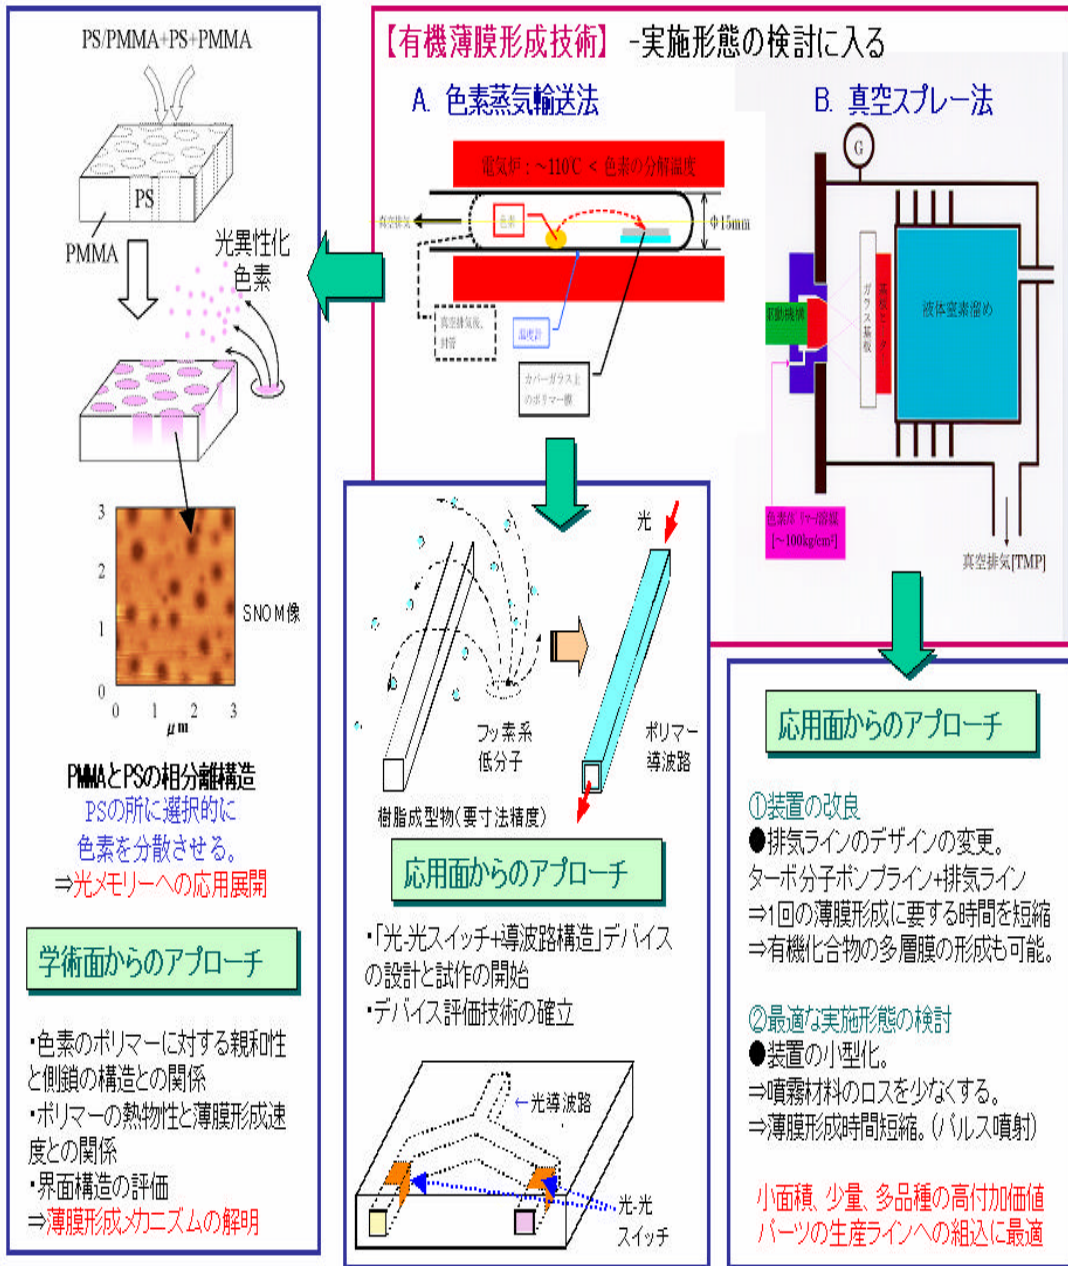 PS/PMMA+PS+PMMA
PS
PMMA
光異性化
色素
3
2
1
0
0
1
2
3
μm
SNOM像
PMMAとPSの相分離構造
PSの所に選択的に
色素を分散させる。
⇒光メモリーへの応用展開
学術面からのアプローチ
・色素のポリマーに対する親和性
と側鎖の構造との関係
・ポリマーの熱物性と薄膜形成速
度との関係
・界面構造の評価
⇒薄膜形成メカニズムの解明
【有機薄膜形成技術】 -実施形態の検討に入る
A. 色素蒸気輸送法
電気炉:~110℃ < 色素の分解温度
真空排気
色素
Φ15mm
真空排気後、
封管
温度計
カバーガラス上
のポリマー膜
B. 真空スプレー法
G
駆動機構
ガラス基板
液体窒素溜め
色素/ポリマー/溶媒
[~100kg/cm²]
真空排気[TMP]
光
フッ素系
低分子
ポリマー
導波路
樹脂成型物(要寸法精度)
応用面からのアプローチ
・「光-光スイッチ+導波路構造」デバイス
の設計と試作の開始
・デバイス評価技術の確立
←光導波路
光-光
スイッチ
応用面からのアプローチ
①装置の改良
●排気ラインのデザインの変更。
ターボ分子ポンプライン+排気ライン
⇒1回の薄膜形成に要する時間を短縮
⇒有機化合物の多層膜の形成も可能。
②最適な実施形態の検討
●装置の小型化。
⇒噴霧材料のロスを少なくする。
⇒薄膜形成時間短縮。(パルス噴射)
小面積、少量、多品種の高付加価値
パーツの生産ラインへの組込に最適